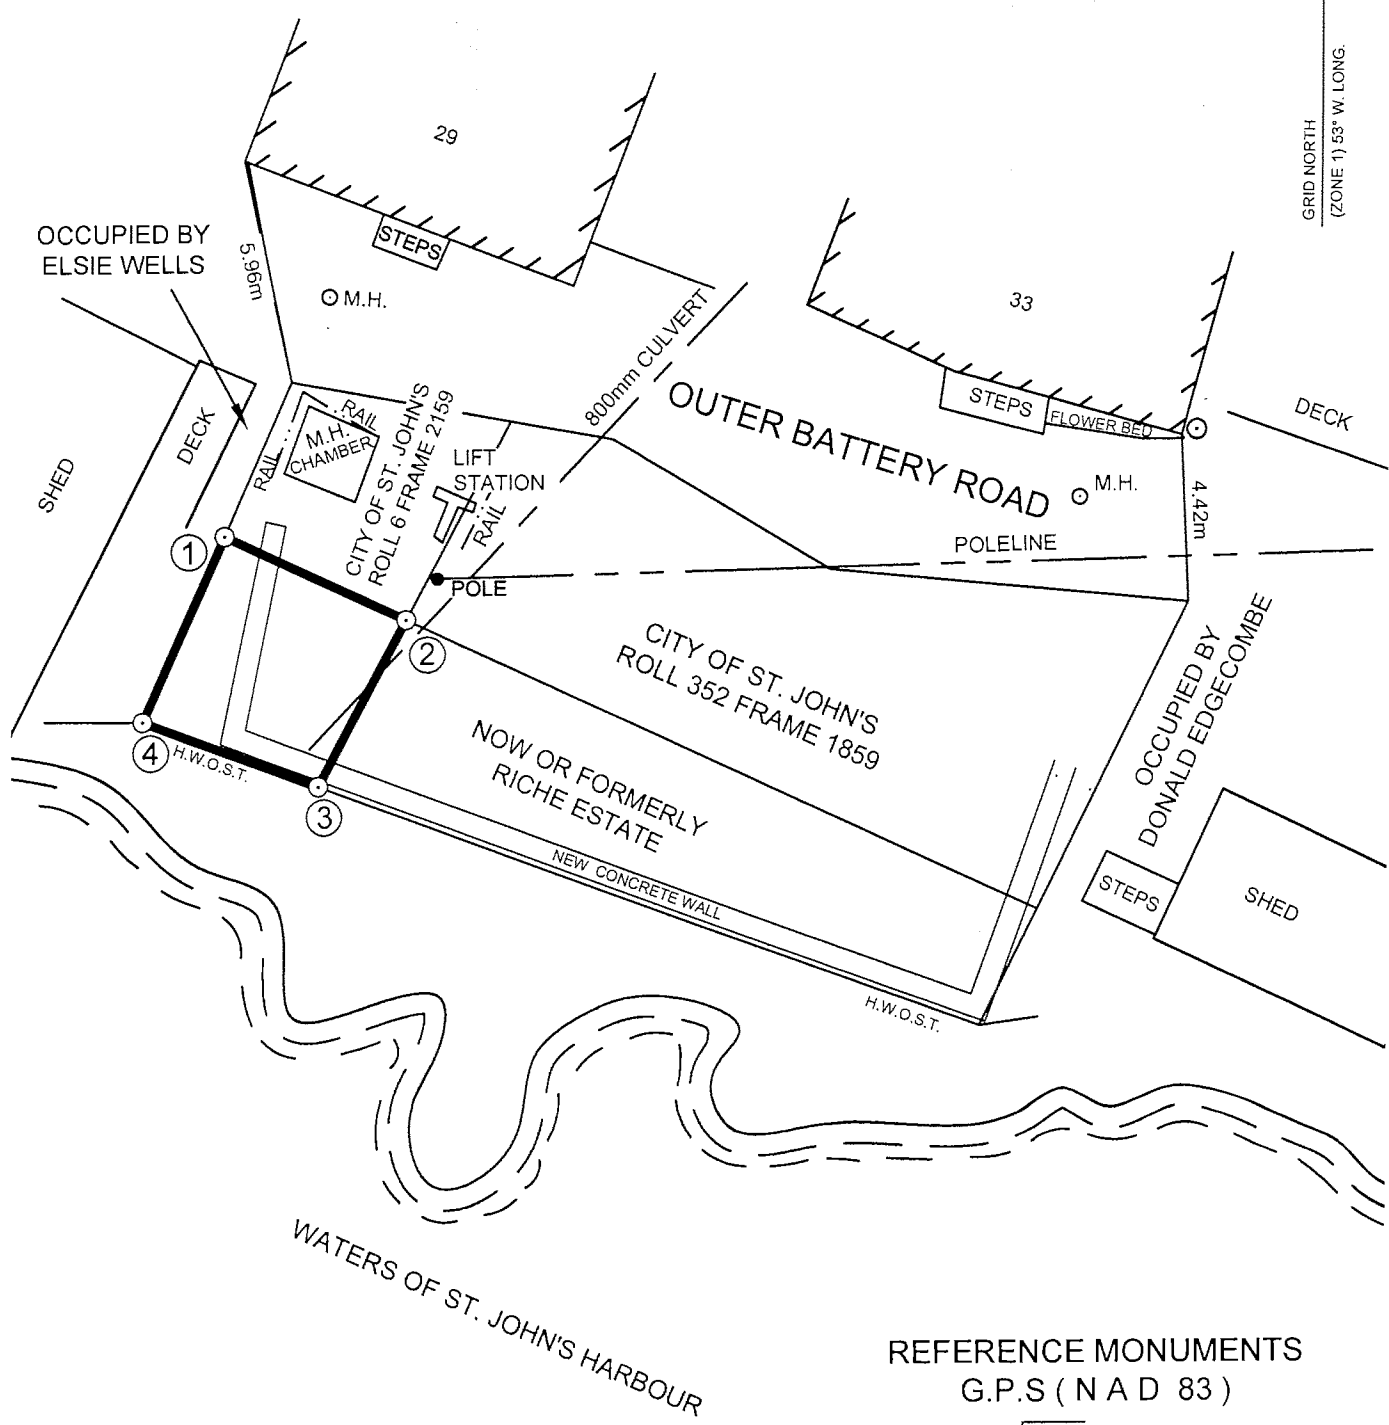 GRID NORTH
(ZONE 1) 53° W. LONG.
29
STEPS
OCCUPIED BY
ELSIE WELLS
5.96m
M.H.
33
800mm CULVERT
OUTER BATTERY ROAD
STEPS
FLOWER BED
DECK
M.H.
4.42m
POLELINE
DECK
SHED
RAIL
RAIL
M.H.
CHAMBER
CITY OF ST. JOHN'S
ROLL 6 FRAME 2159
LIFT
STATION
RAIL
POLE
1
2
3
4
H.W.O.S.T.
CITY OF ST. JOHN'S
ROLL 352 FRAME 1859
NOW OR FORMERLY
RICHE ESTATE
NEW CONCRETE WALL
H.W.O.S.T.
OCCUPIED BY
DONALD EDGECOMBE
STEPS
SHED
WATERS OF ST. JOHN'S HARBOUR
REFERENCE MONUMENTS
G.P.S ( N A D 83 )